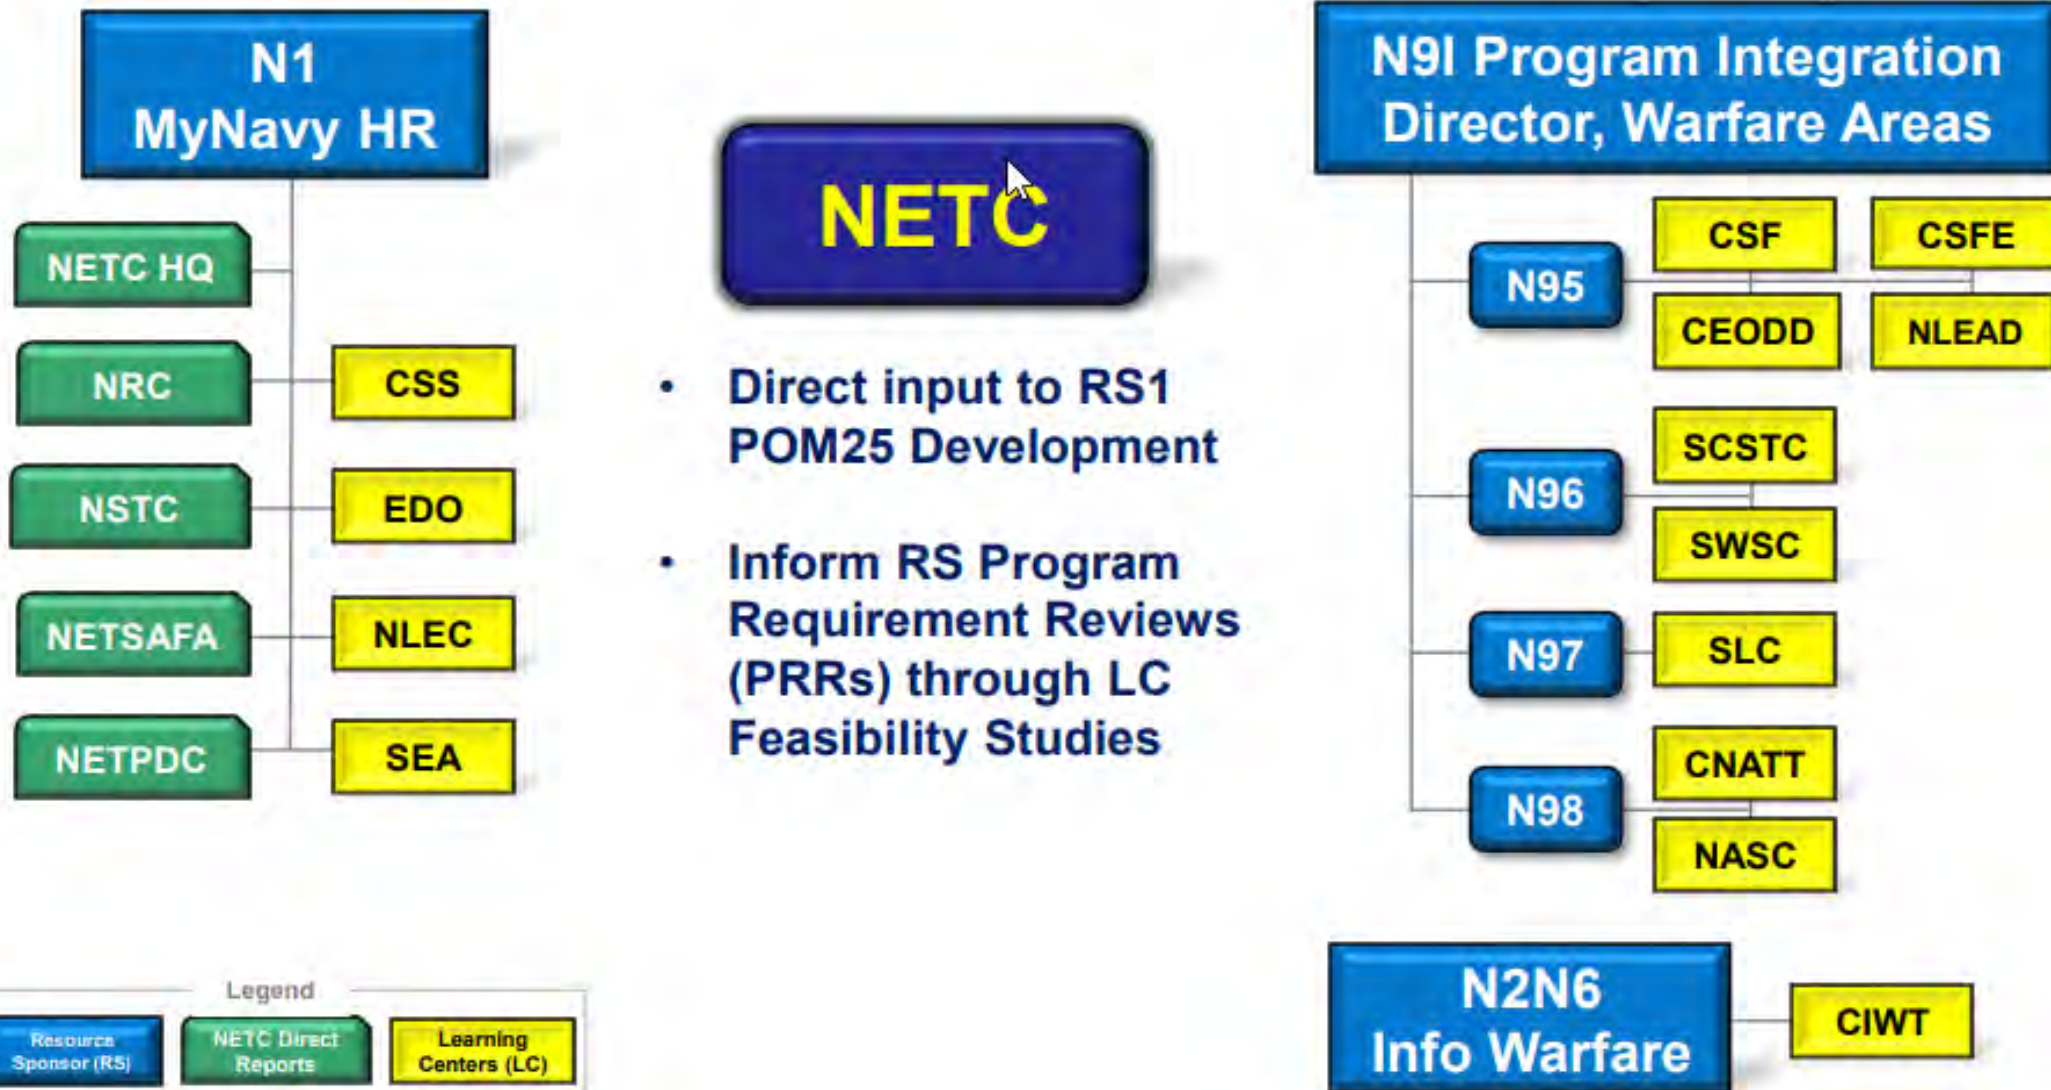 N1
MyNavy HR
NETC HQ
NRC
CSS
NSTC
EDO
NETSAFA
NLEC
NETPDC
SEA
NETC
• Direct input to RS1
POM25 Development
• Inform RS Program
Requirement Reviews
(PRRs) through LC
Feasibility Studies
N9I Program Integration
Director, Warfare Areas
N95
CSF
CSFE
CEODD
NLEAD
N96
SCSTC
SWSC
N97
SLC
N98
CNATT
NASC
N2N6
Info Warfare
CIWT
Legend
Resource
Sponsor (RS)
NETC Direct
Reports
Learning
Centers (LC)